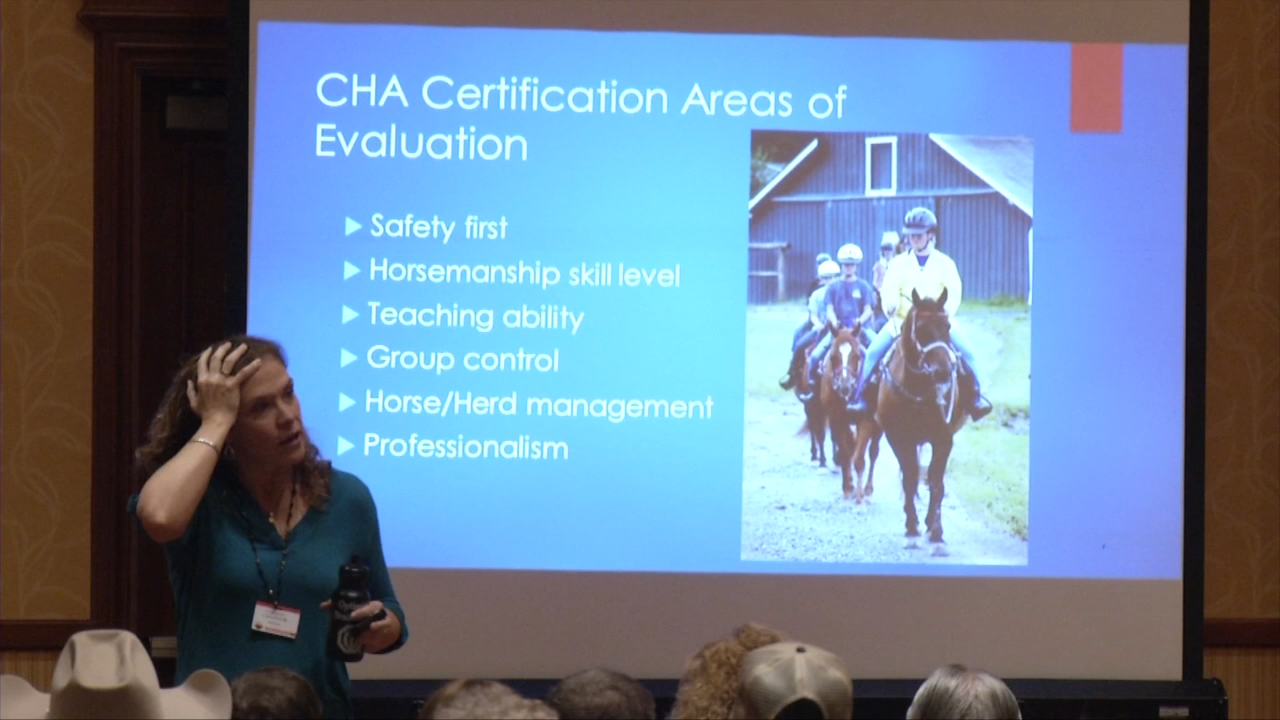 CHA Certification Areas of
Evaluation
Safety first
Horsemanship skill level
Teaching ability
Group control
Horse/Herd management
Professionalism